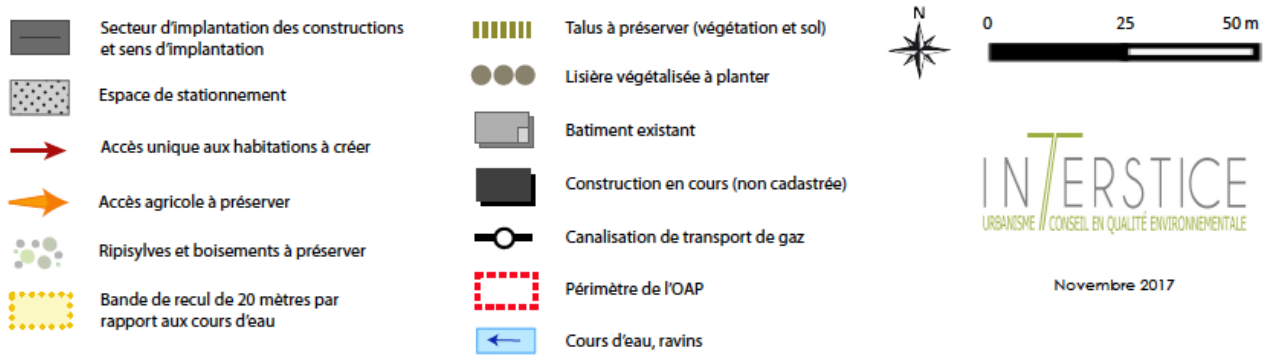 Secteur d'implantation des constructions
et sens d'implantation
Espace de stationnement
Accès unique aux habitations à créer
Accès agricole à préserver
Ripisylves et boisements à préserver
Bande de recul de 20 mètres par
rapport aux cours d'eau
Talus à préserver (végétation et sol)
Lisière végétalisée à planter
Batiment existant
Construction en cours (non cadastrée)
Canalisation de transport de gaz
Périmètre de l'OAP
Cours d'eau, ravins
N
0 25 50 m
INTERSTICE
URBANISME // CONSEIL EN QUALITÉ ENVIRONNEMENTALE
Novembre 2017